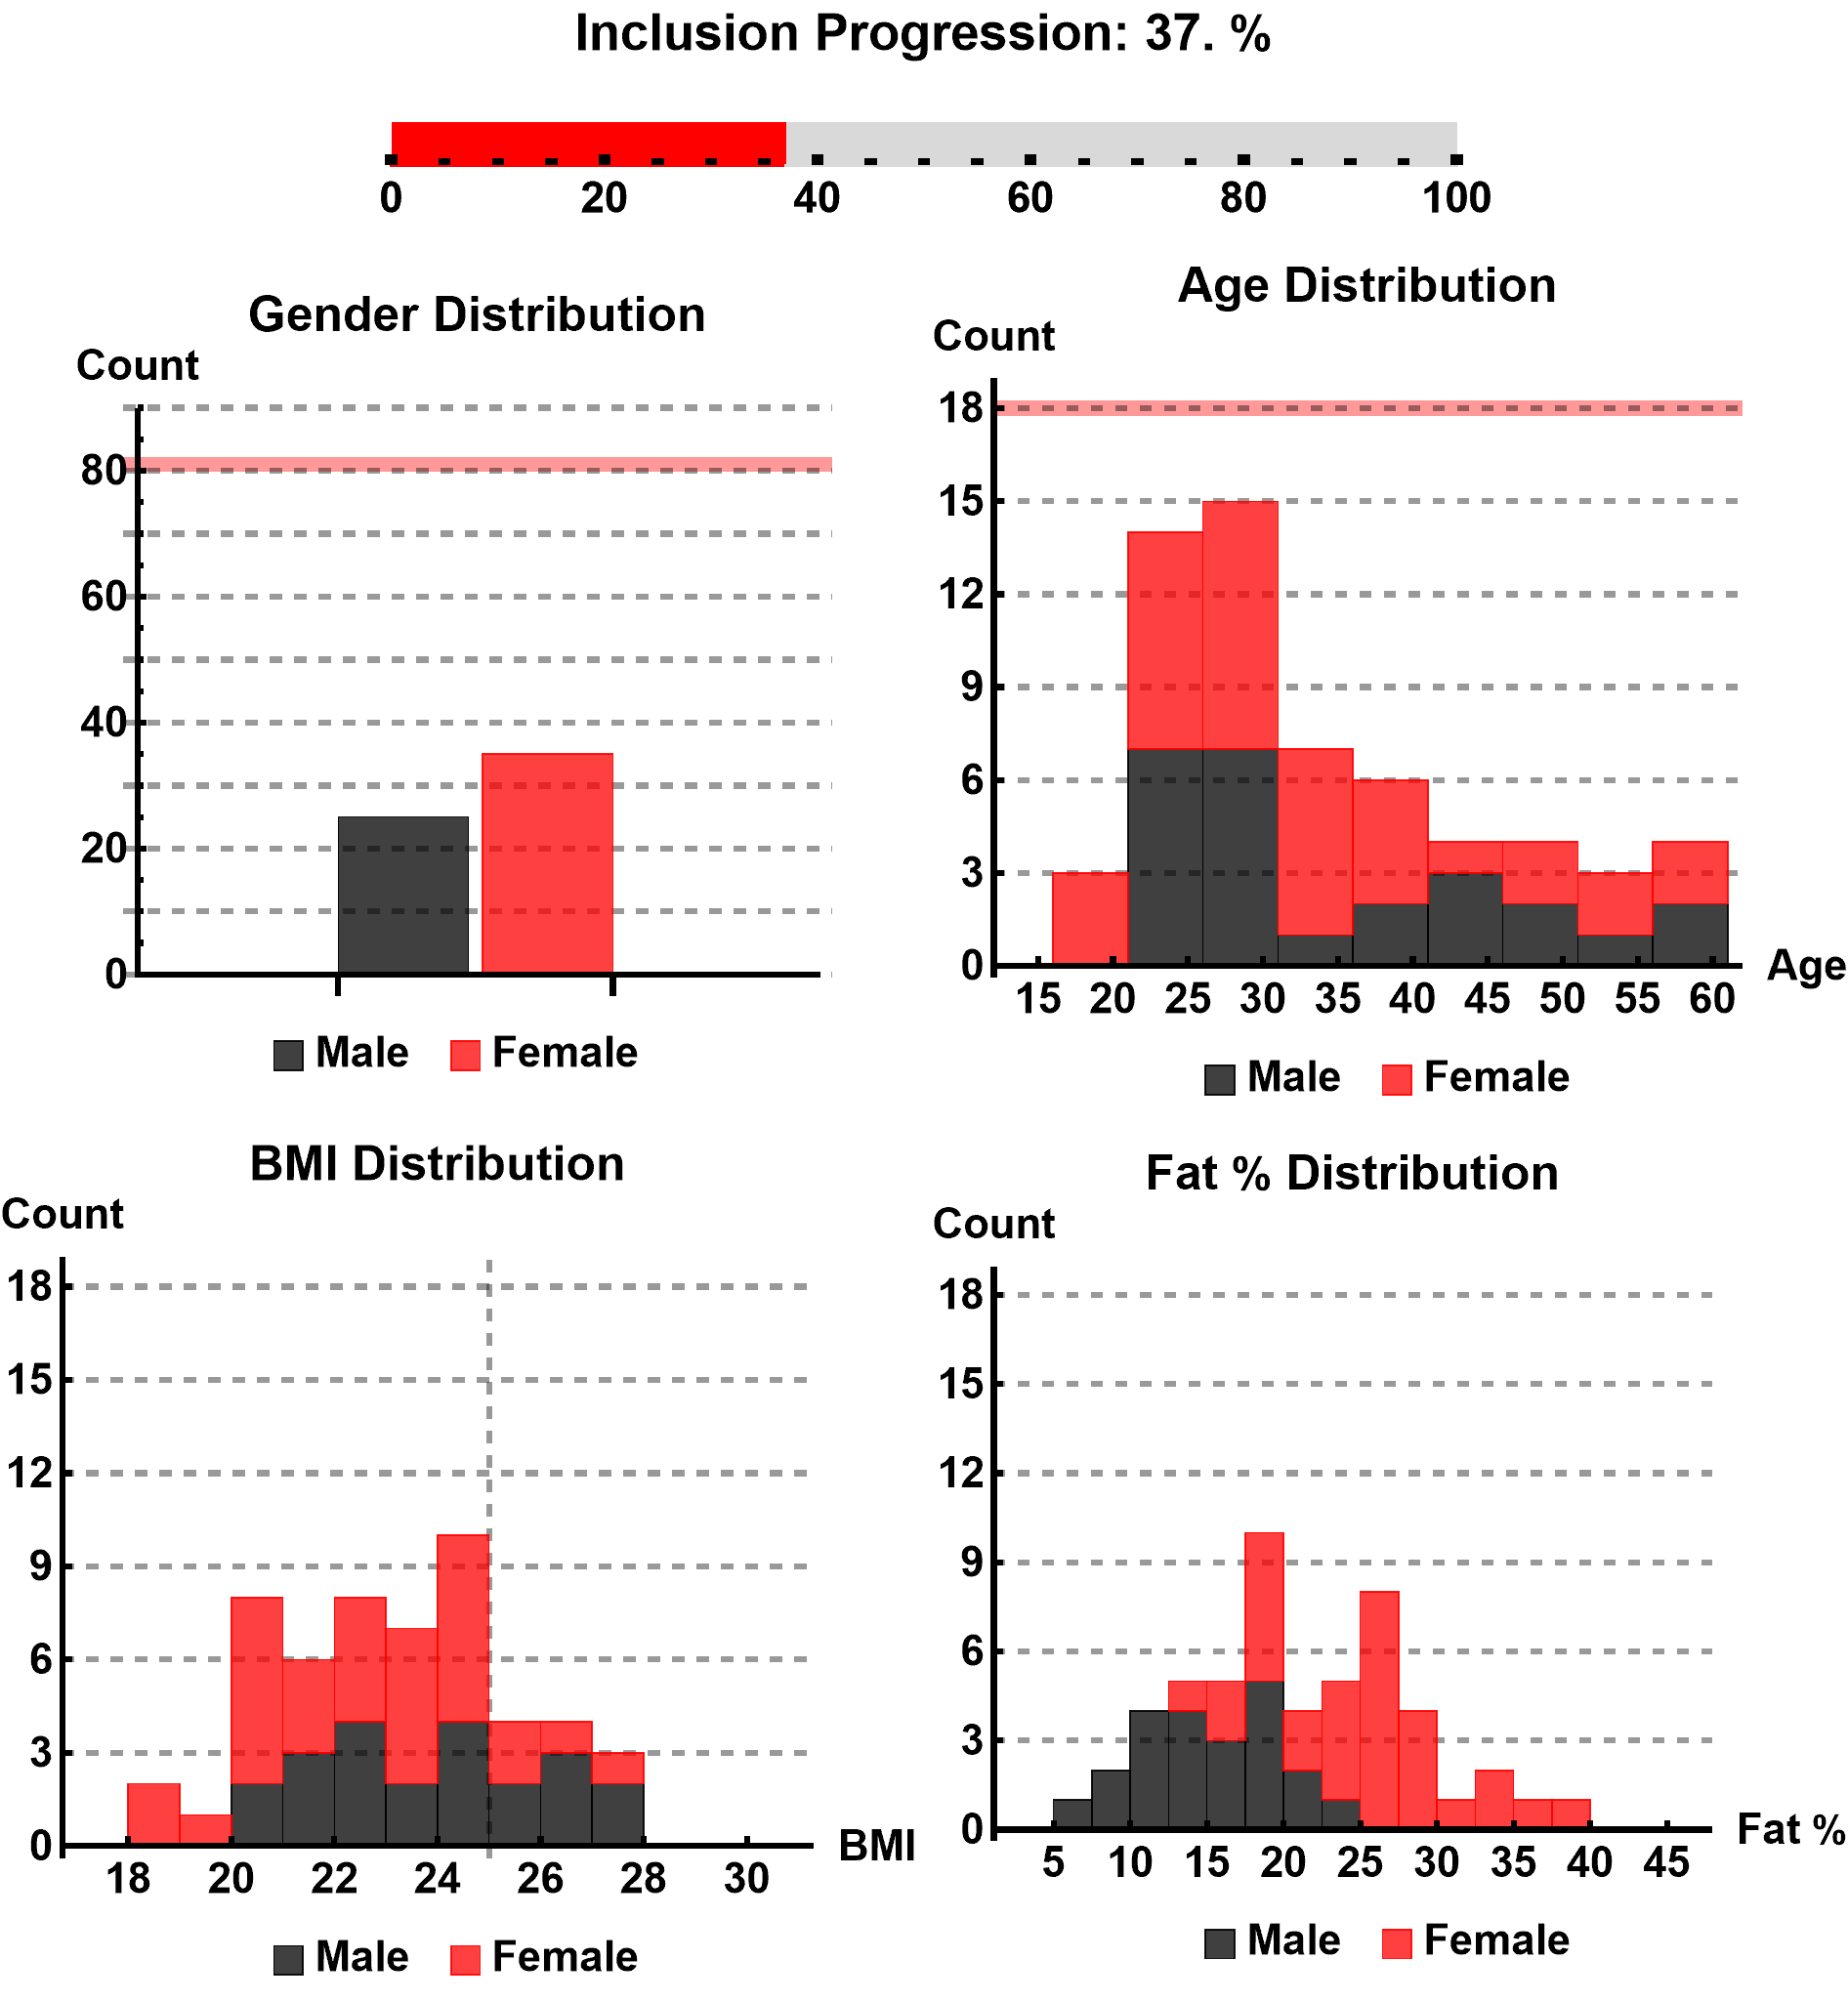 Inclusion Progression: 37. %
0 20 40 60 80 100
Gender Distribution
Count
80
60
40
20
0
Male Female
Age Distribution
Count
18
15
12
9
6
3
0
15 20 25 30 35 40 45 50 55 60
Age
Male Female
BMI Distribution
Count
18
15
12
9
6
3
0
18 20 22 24 26 28 30
BMI
Male Female
Fat % Distribution
Count
18
15
12
9
6
3
0
5 10 15 20 25 30 35 40 45
Fat %
Male Female